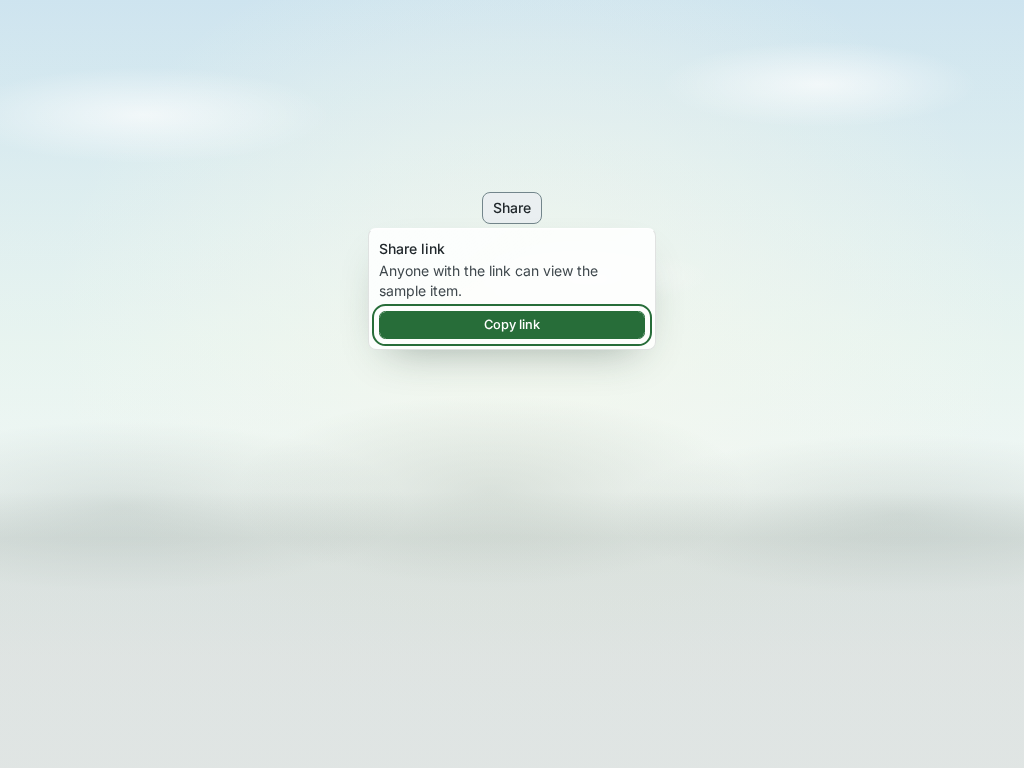 Share
Share link
Anyone with the link can view the
sample item.
Copy link